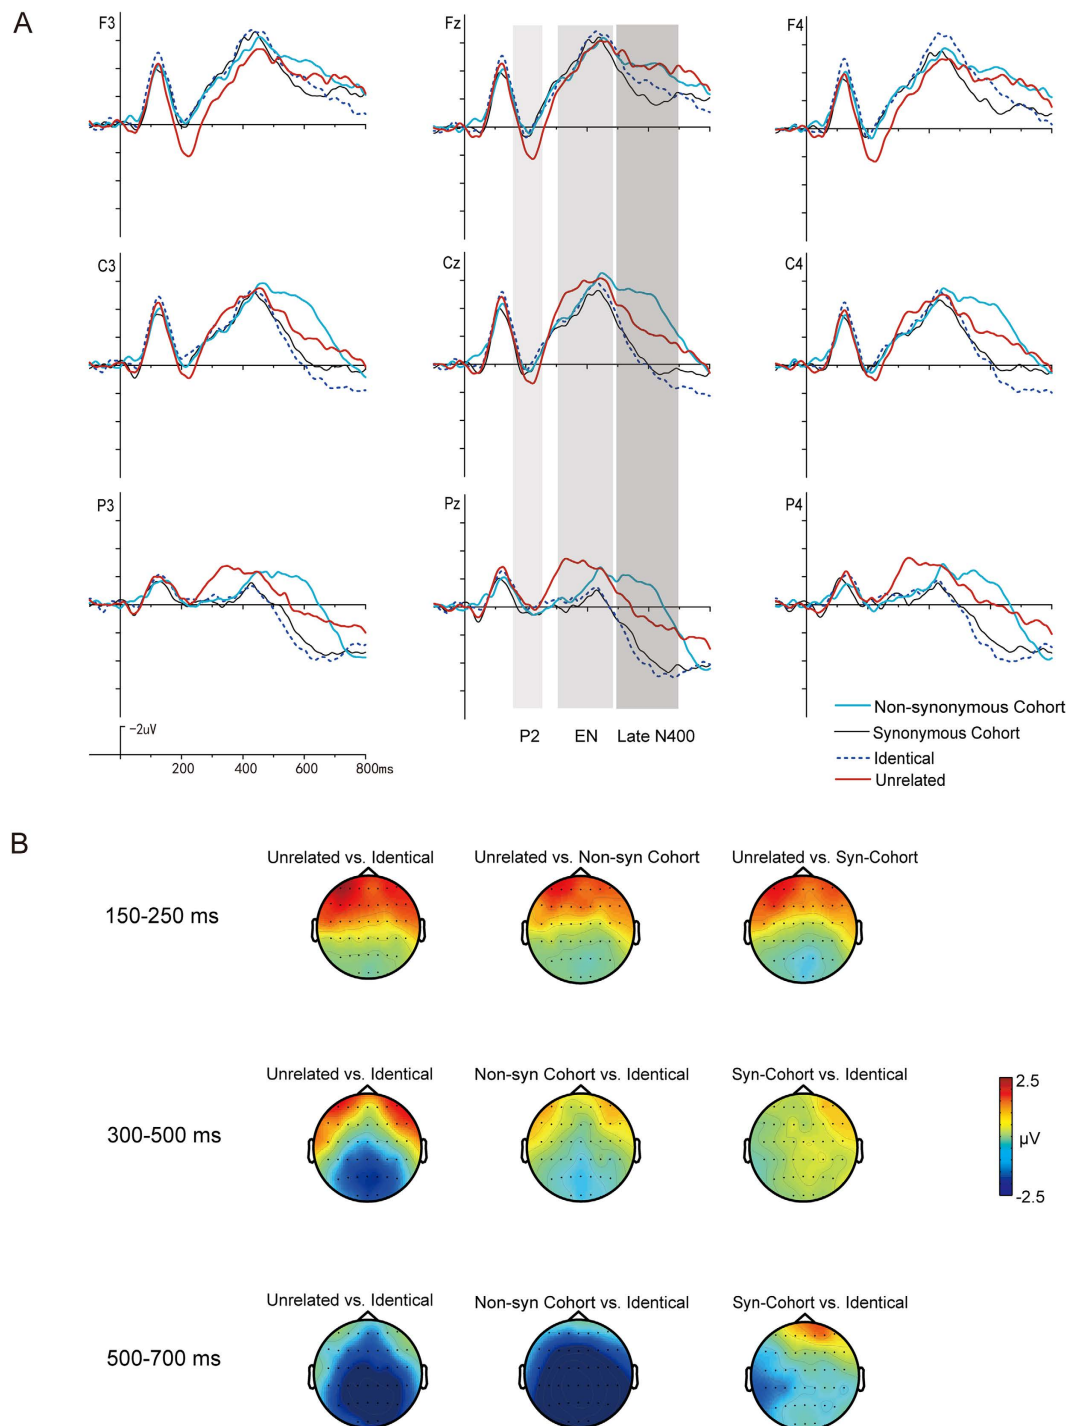 A
F3
Fz
F4
C3
Cz
C4
P3
Pz
P4
-2uV
200
400
600
800ms
P2
EN
Late N400
Non-synonymous Cohort
Synonymous Cohort
Identical
Unrelated
B
Unrelated vs. Identical
Unrelated vs. Non-syn Cohort
Unrelated vs. Syn-Cohort
150-250 ms
Unrelated vs. Identical
Non-syn Cohort vs. Identical
Syn-Cohort vs. Identical
300-500 ms
2.5
μV
-2.5
Unrelated vs. Identical
Non-syn Cohort vs. Identical
Syn-Cohort vs. Identical
500-700 ms